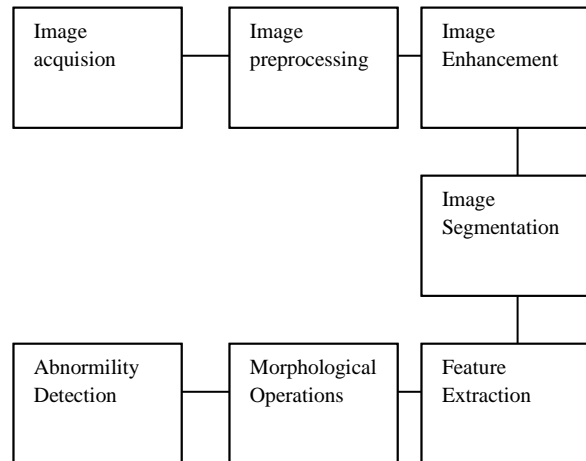 Image
acquision
Image
preprocessing
Image
Enhancement
Image
Segmentation
Abnormility
Detection
Morphological
Operations
Feature
Extraction